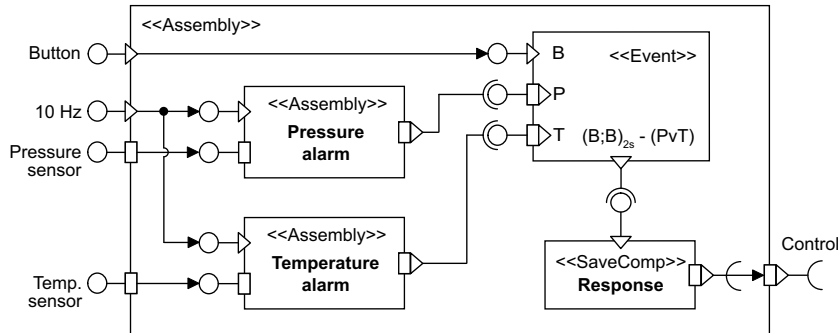 <<Assembly>>
Button
B
<<Event>>
10 Hz
<<Assembly>>
Pressure
alarm
P
Pressure
sensor
T
(B;B)2s - (PvT)
<<Assembly>>
Temperature
alarm
Temp.
sensor
<<SaveComp>>
Response
Control